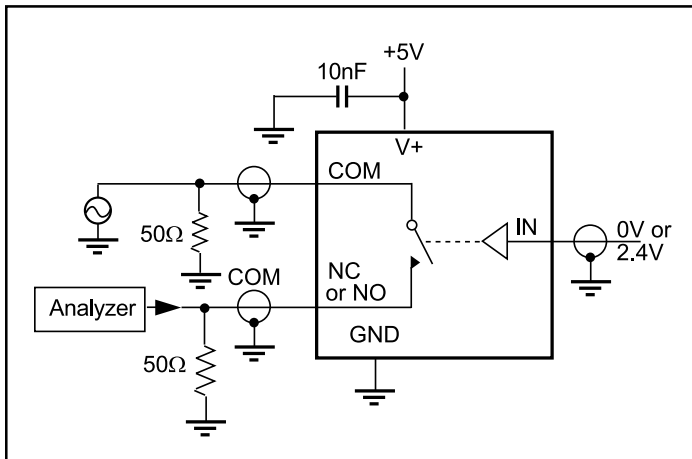 +5V
10nF
V+
COM
50Ω
IN
0V or
2.4V
COM
NC
or NO
Analyzer
GND
50Ω